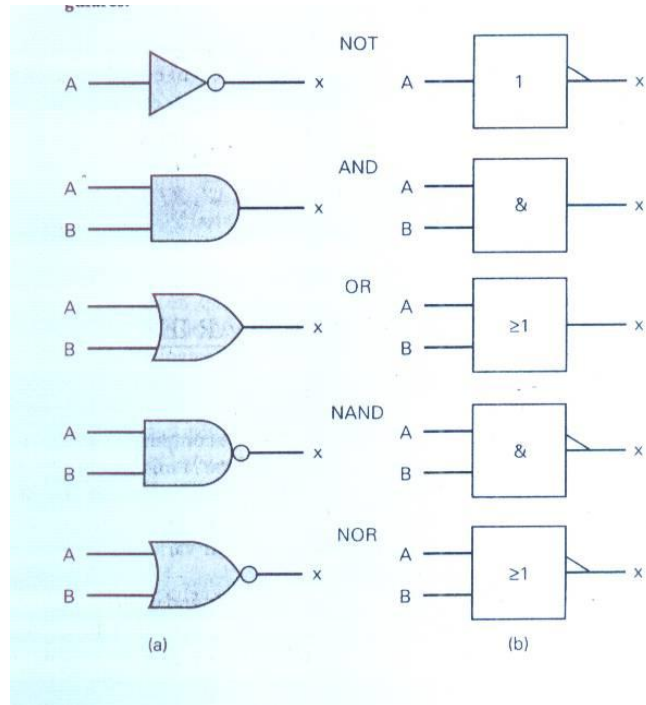 NOT
A x A 1 x
AND
A A
x & x
B B
OR
A A
x ≥1 x
B B
NAND
A A
x & x
B B
NOR
A A
x ≥1 x
B B
(a) (b)